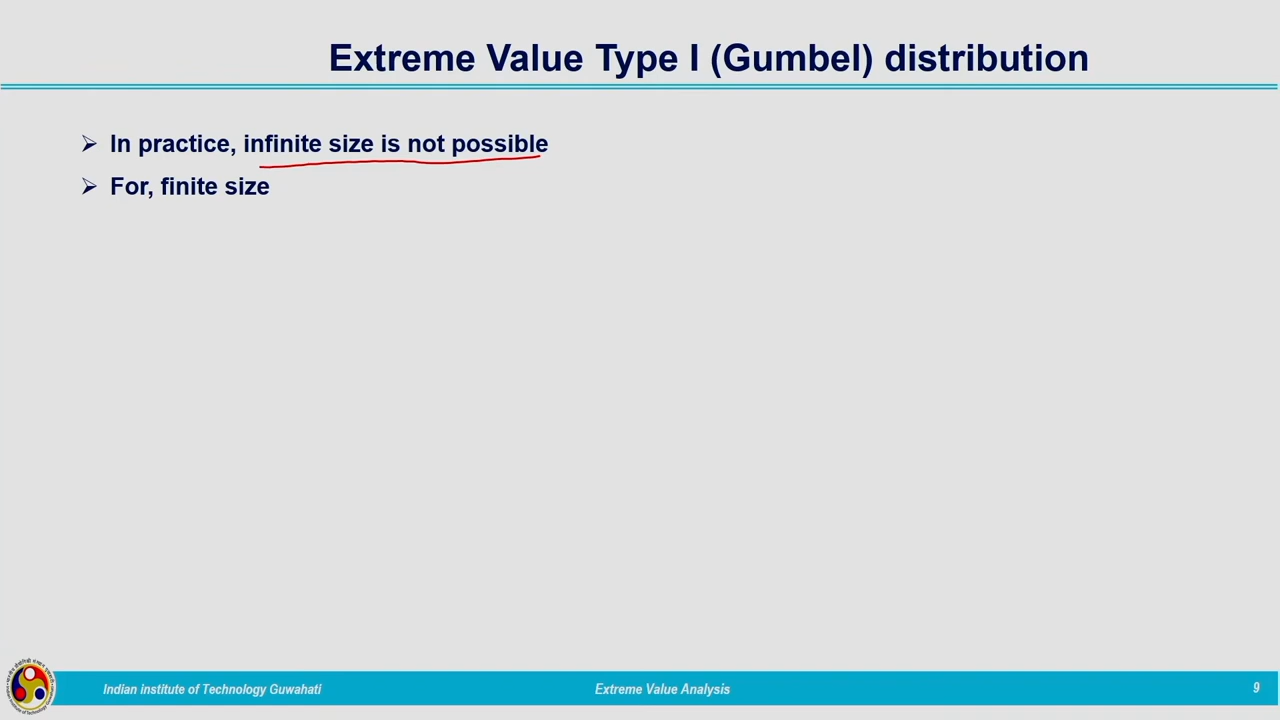 Extreme Value Type I (Gumbel) distribution
In practice, infinite size is not possible
For, finite size
Indian institute of Technology Guwahati
Extreme Value Analysis
9